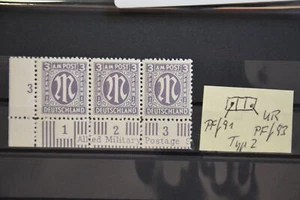 3 AM POST 3 3 AM POST 3 3 AM POST 3
M M M
DEUTSCHLAND DEUTSCHLAND DEUTSCHLAND
3
1 2 3
Allied Military Postage
UR
PF/91 PF/93
Typ 2